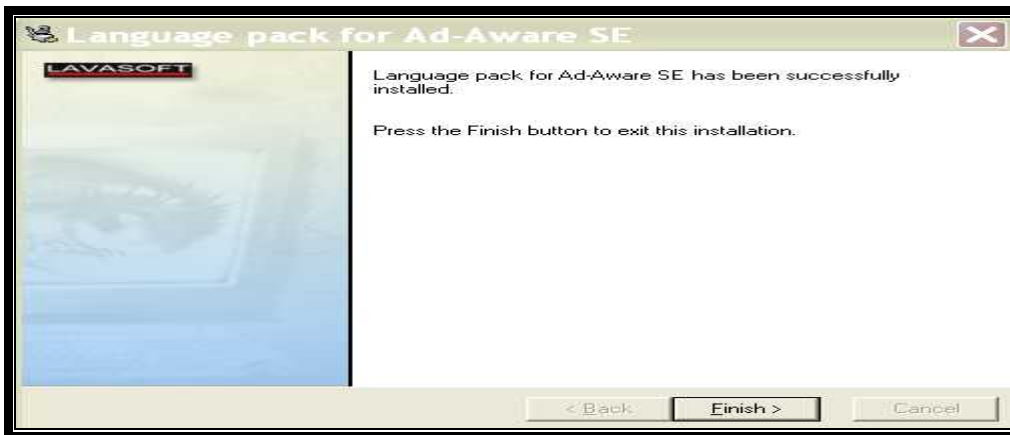 Language pack for Ad-Aware SE
LAVASOFT
Language pack for Ad-Aware SE has been successfully
installed.
Press the Finish button to exit this installation.
< Back Finish > Cancel